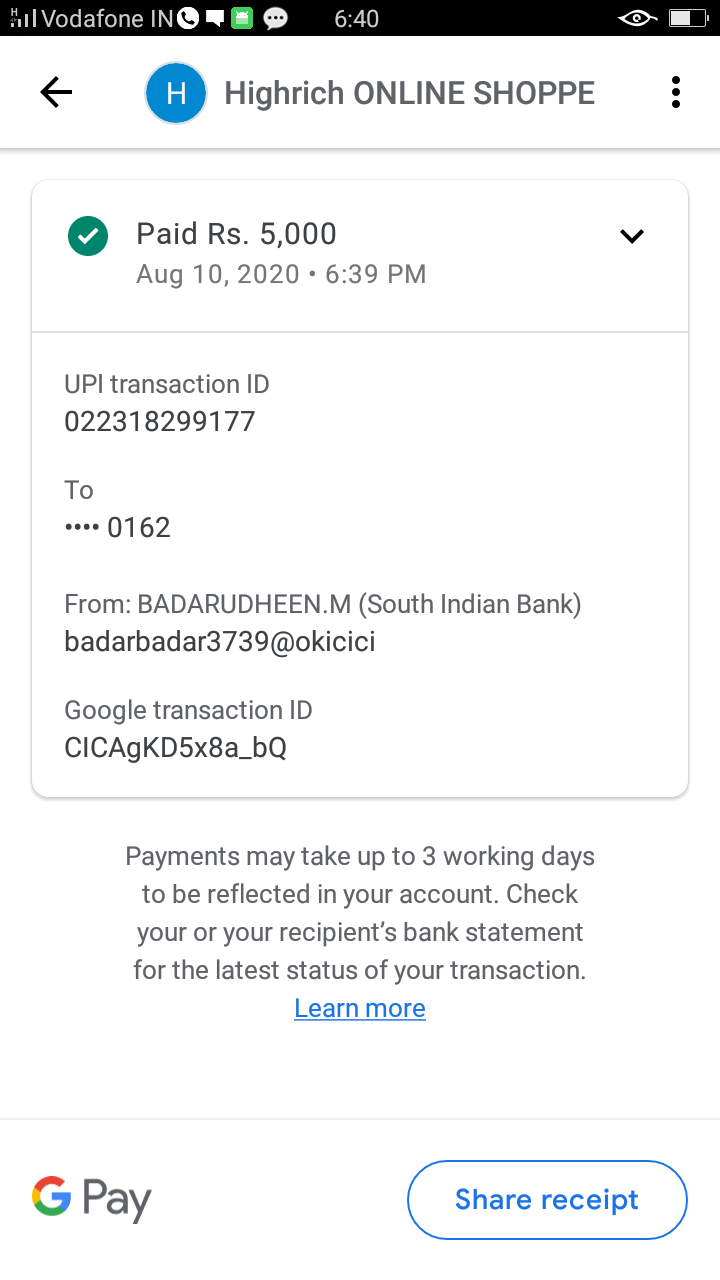 Vodafone IN 6:40
H Highrich ONLINE SHOPPE
Paid Rs. 5,000
Aug 10, 2020 • 6:39 PM
UPI transaction ID
022318299177
To
•••• 0162
From: BADARUDHEEN.M (South Indian Bank)
badarbadar3739@okicici
Google transaction ID
CICAgKD5x8a_bQ
Payments may take up to 3 working days
to be reflected in your account. Check
your or your recipient’s bank statement
for the latest status of your transaction.
Learn more
G Pay
Share receipt